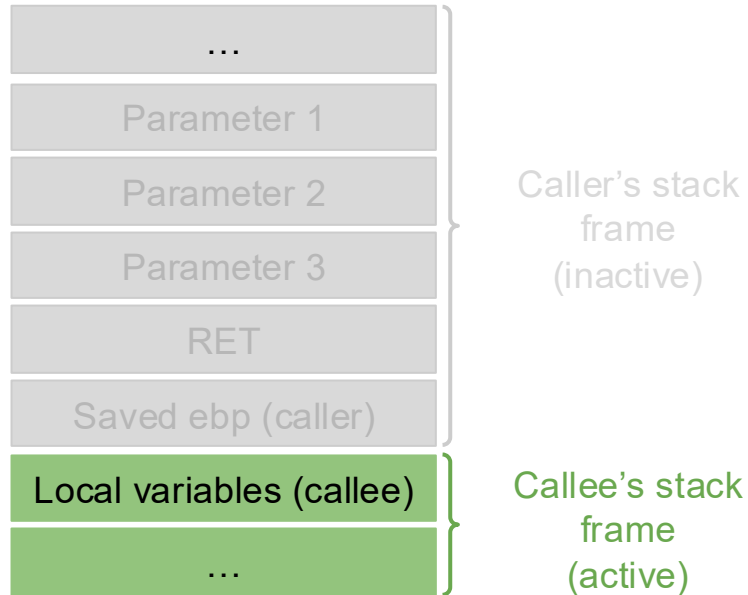 …
Parameter 1
Parameter 2
Parameter 3
RET
Saved ebp (caller)
Caller’s stack
frame
(inactive)
Local variables (callee)
…
Callee’s stack
frame
(active)